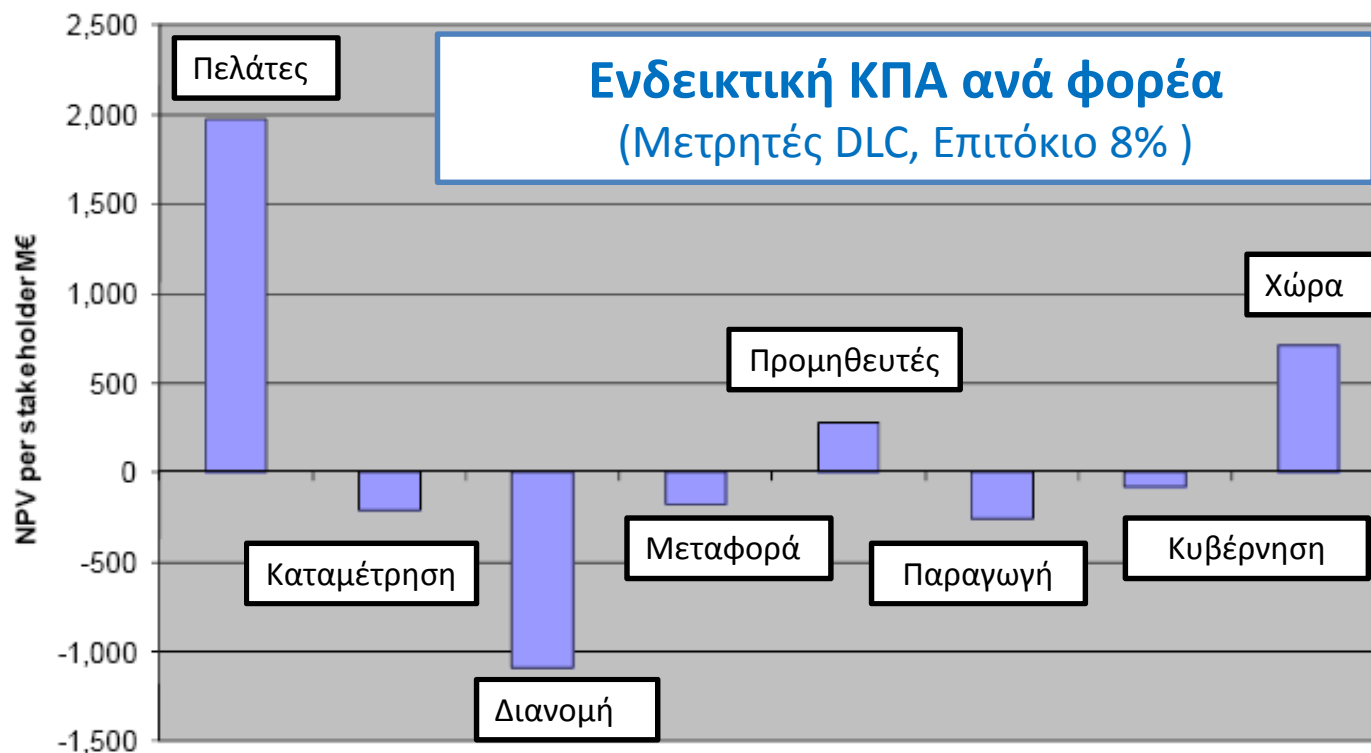 Ενδεικτική ΚΠΑ ανά φορέα
(Μετρητές DLC, Επιτόκιο 8% )
NPV per stakeholder M€
2,500
2,000
1,500
1,000
500
0
-500
-1,000
-1,500
Πελάτες
Καταμέτρηση
Διανομή
Μεταφορά
Προμηθευτές
Παραγωγή
Κυβέρνηση
Χώρα